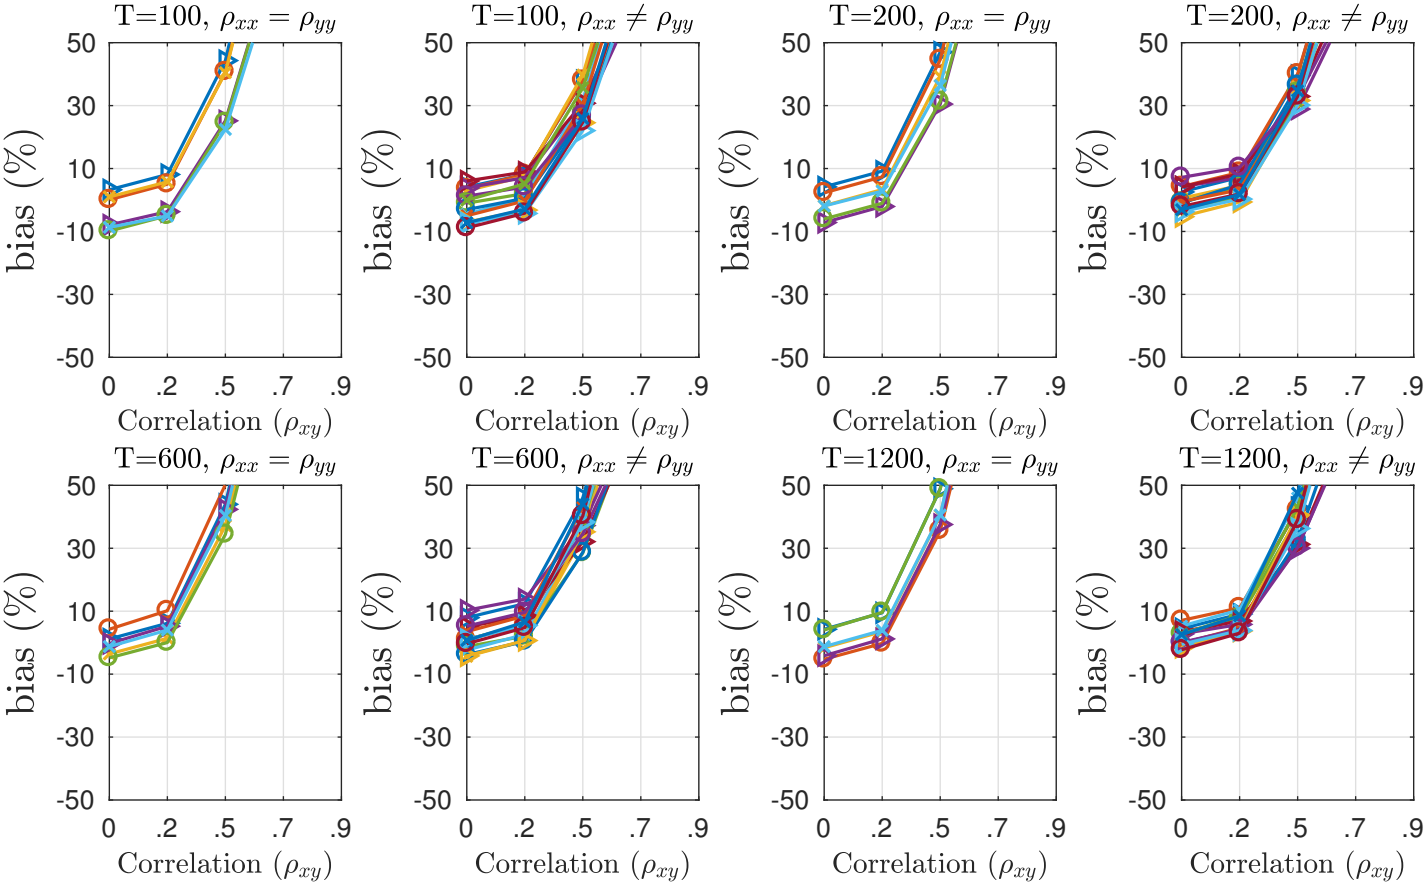 T=100, ρxx = ρyy
50
30
10
-10
-30
-50
bias (%)
0 .2 .5 .7 .9
Correlation (ρxy)
T=100, ρxx ≠ ρyy
50
30
10
-10
-30
-50
bias (%)
0 .2 .5 .7 .9
Correlation (ρxy)
T=200, ρxx = ρyy
50
30
10
-10
-30
-50
bias (%)
0 .2 .5 .7 .9
Correlation (ρxy)
T=200, ρxx ≠ ρyy
50
30
10
-10
-30
-50
bias (%)
0 .2 .5 .7 .9
Correlation (ρxy)
T=600, ρxx = ρyy
50
30
10
-10
-30
-50
bias (%)
0 .2 .5 .7 .9
Correlation (ρxy)
T=600, ρxx ≠ ρyy
50
30
10
-10
-30
-50
bias (%)
0 .2 .5 .7 .9
Correlation (ρxy)
T=1200, ρxx = ρyy
50
30
10
-10
-30
-50
bias (%)
0 .2 .5 .7 .9
Correlation (ρxy)
T=1200, ρxx ≠ ρyy
50
30
10
-10
-30
-50
bias (%)
0 .2 .5 .7 .9
Correlation (ρxy)